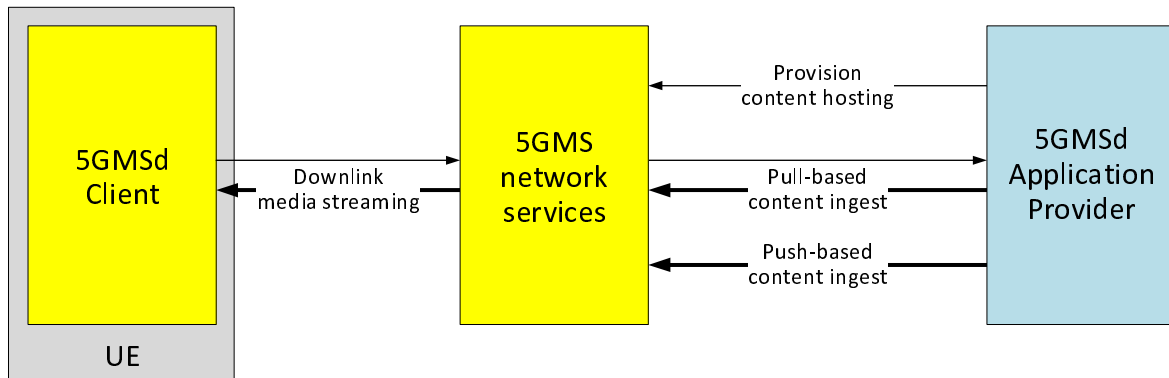 5GMSd
Client
UE
Downlink
media streaming
5GMS
network
services
Provision
content hosting
Pull-based
content ingest
Push-based
content ingest
5GMSd
Application
Provider